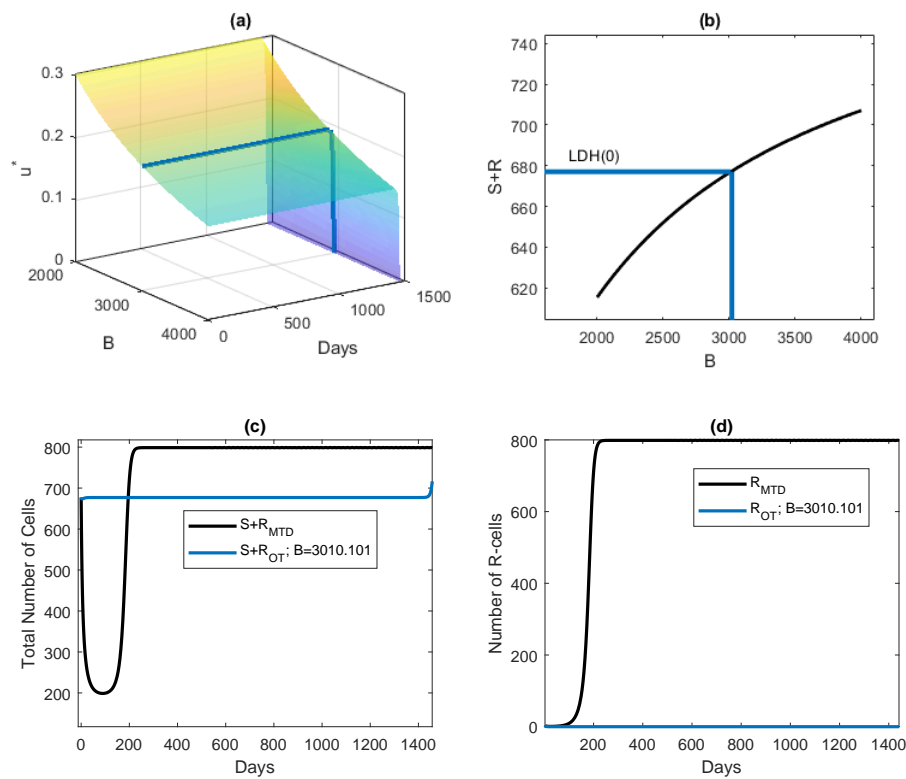 (a)
0.3
0.2
0.1
0
u*
2000
3000
4000
B
0
500
1000
1500
Days
(b)
740
720
700
680
660
640
620
S+R
LDH(0)
2000
2500
3000
3500
4000
B
(c)
800
700
600
500
400
300
200
Total Number of Cells
S+R_MTD
S+R_OT; B=3010.101
0
200
400
600
800
1000
1200
1400
Days
(d)
800
600
400
200
0
Number of R-cells
R_MTD
R_OT; B=3010.101
200
400
600
800
1000
1200
1400
Days